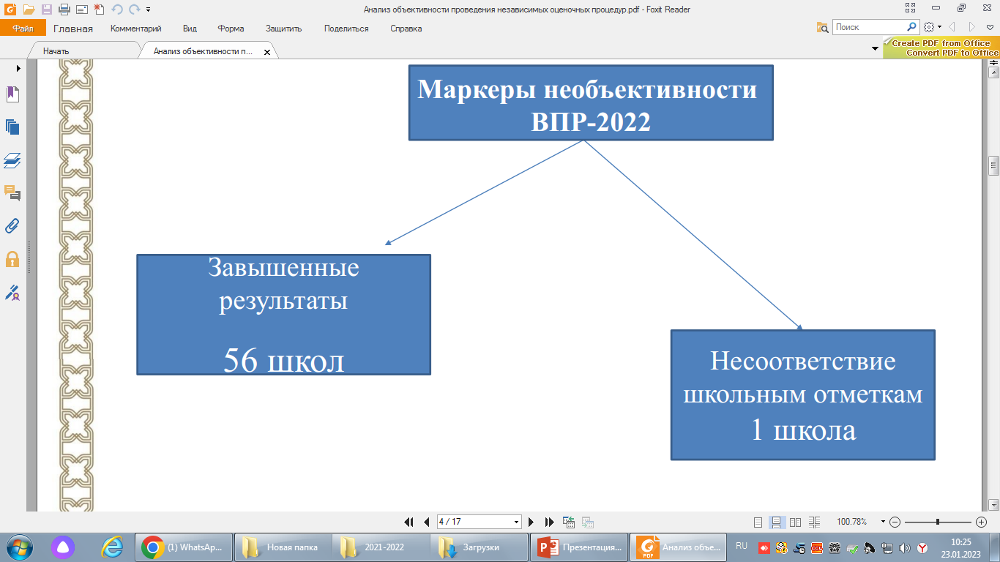 Анализ объективности проведения независимых оценочных процедур.pdf - Foxit Reader
Файл Главная Комментарий Вид Форма Защитить Поделиться Справка Поиск
Начать Анализ объективности п... Create PDF from Office
Convert PDF to Office
Маркеры необъективности
ВПР-2022
Завышенные
результаты
56 школ
Несоответствие
школьным отметкам
1 школа
4 / 17 100.78%
(1) WhatsAp... Новая папка 2021-2022 Загрузки Презентация... PDF Анализ объе... RU 10:25
23.01.2023